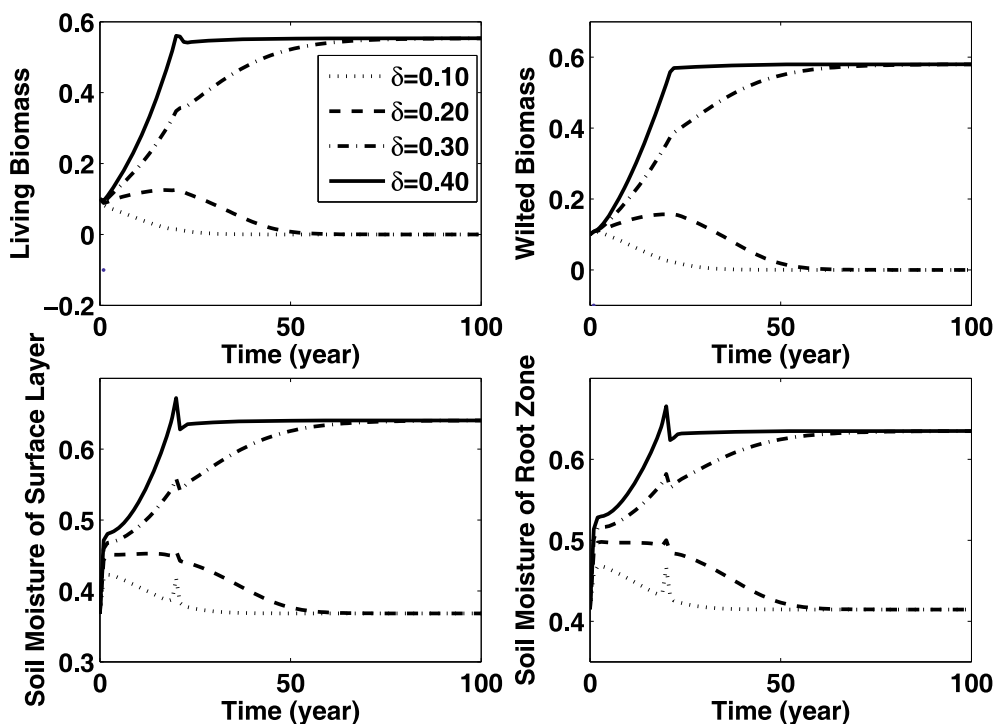 Living Biomass
0.6
0.4
0.2
0
−0.2
δ=0.10
δ=0.20
δ=0.30
δ=0.40
0
50
100
Time (year)
Wilted Biomass
0.6
0.4
0.2
0
0
50
100
Time (year)
Soil Moisture of Surface Layer
0.6
0.5
0.4
0.3
0
50
100
Time (year)
Soil Moisture of Root Zone
0.6
0.5
0.4
0
50
100
Time (year)